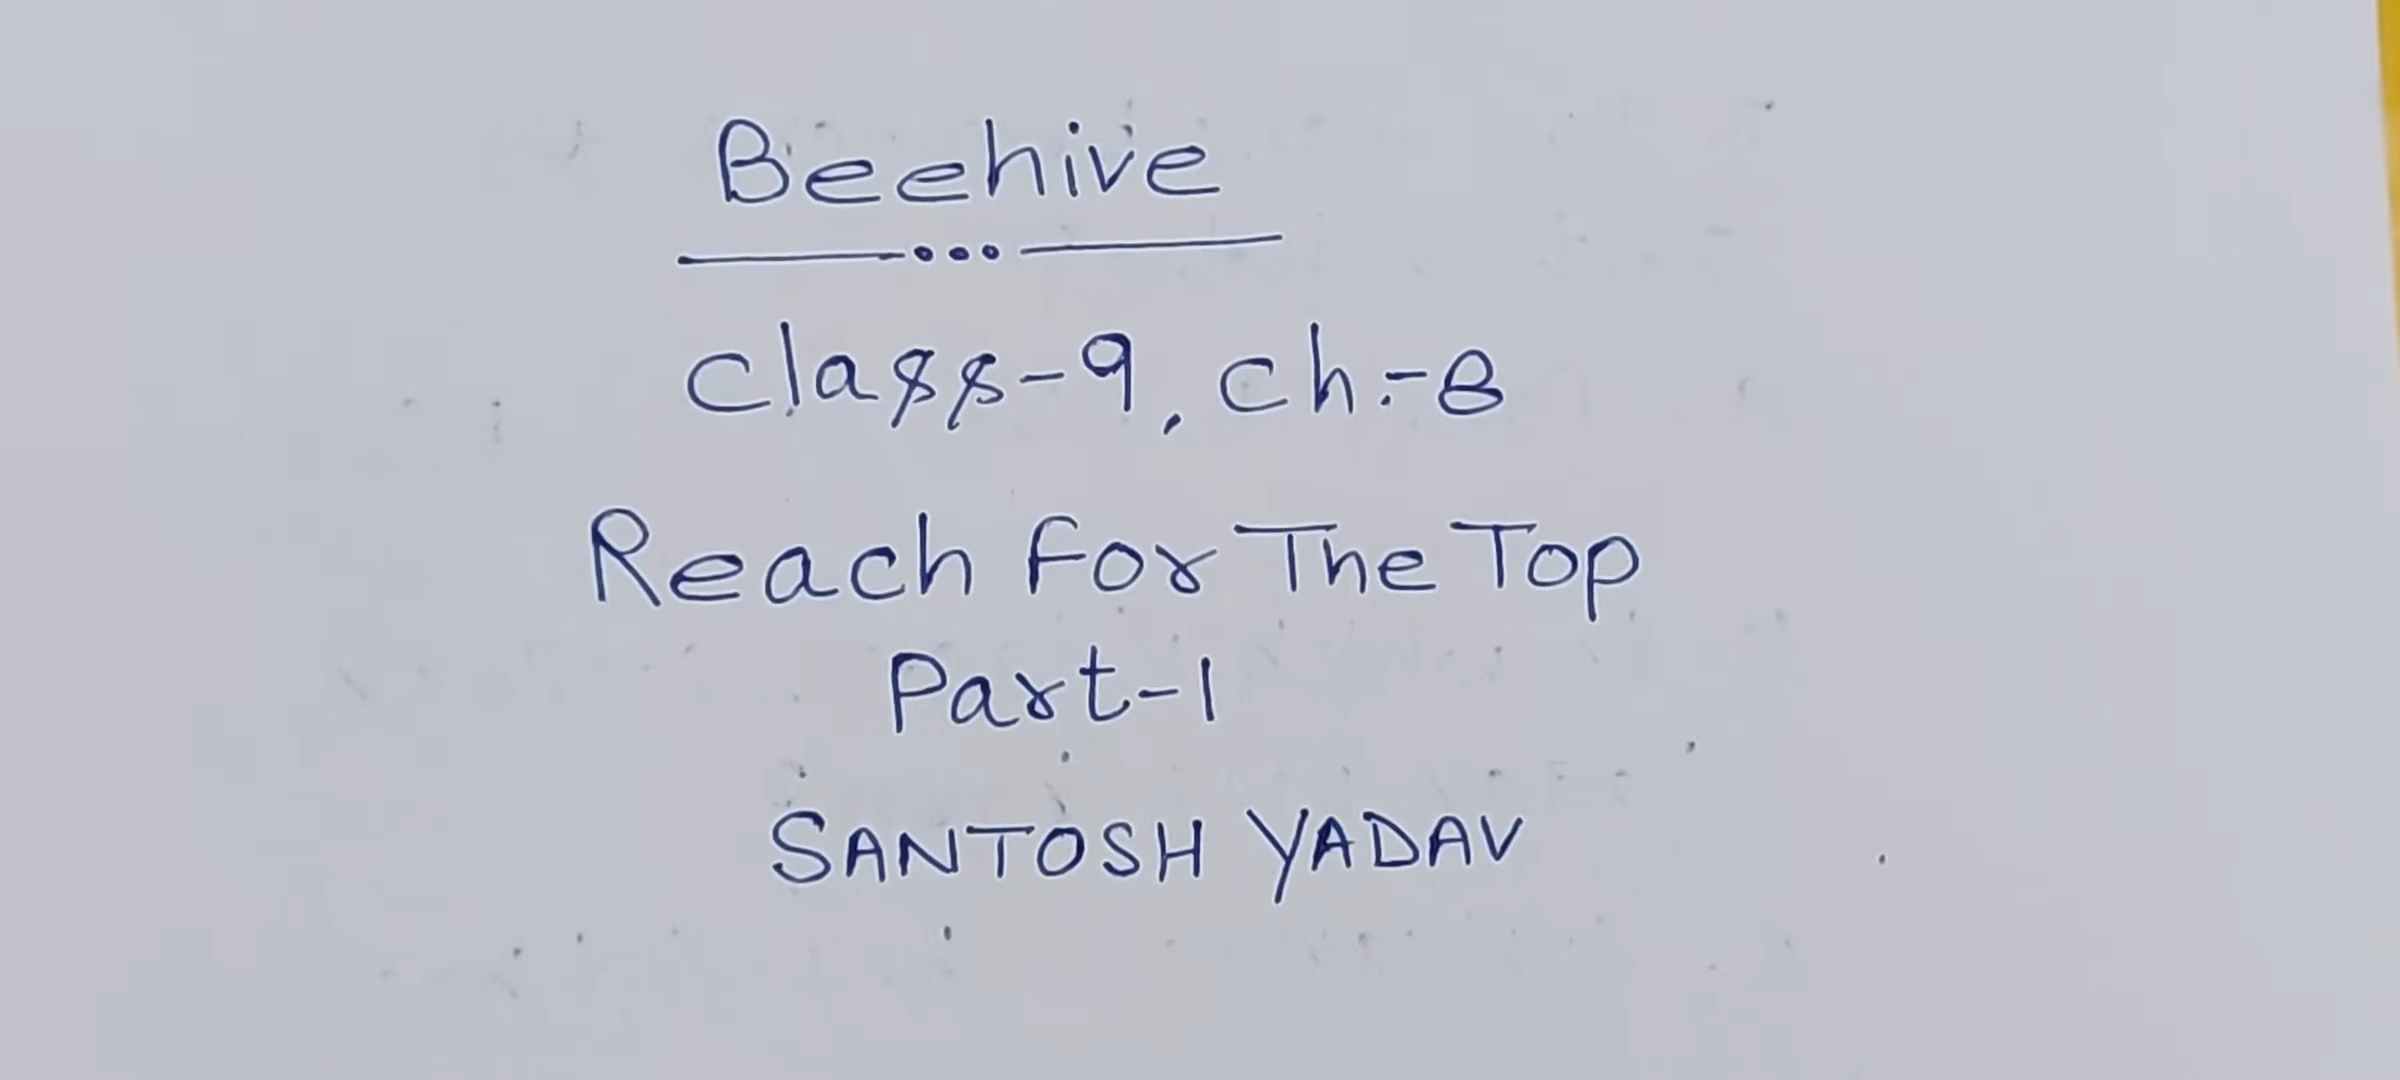 Beehive
Class-9, Ch:-8
Reach For The Top
Part-1
SANTOSH YADAV